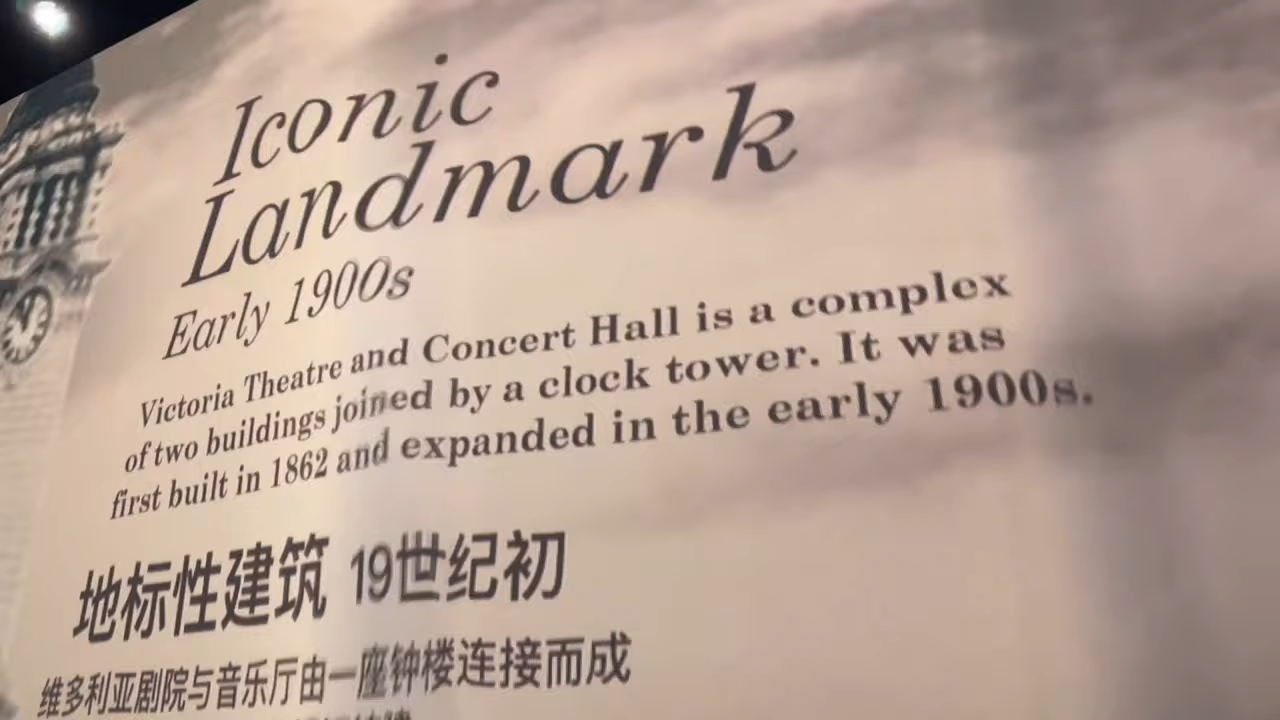 Iconic
Landmark
Early 1900s
Victoria Theatre and Concert Hall is a complex
of two buildings joined by a clock tower. It was
first built in 1862 and expanded in the early 1900s.
地标性建筑 19世纪初
维多利亚剧院与音乐厅由一座钟楼连接而成